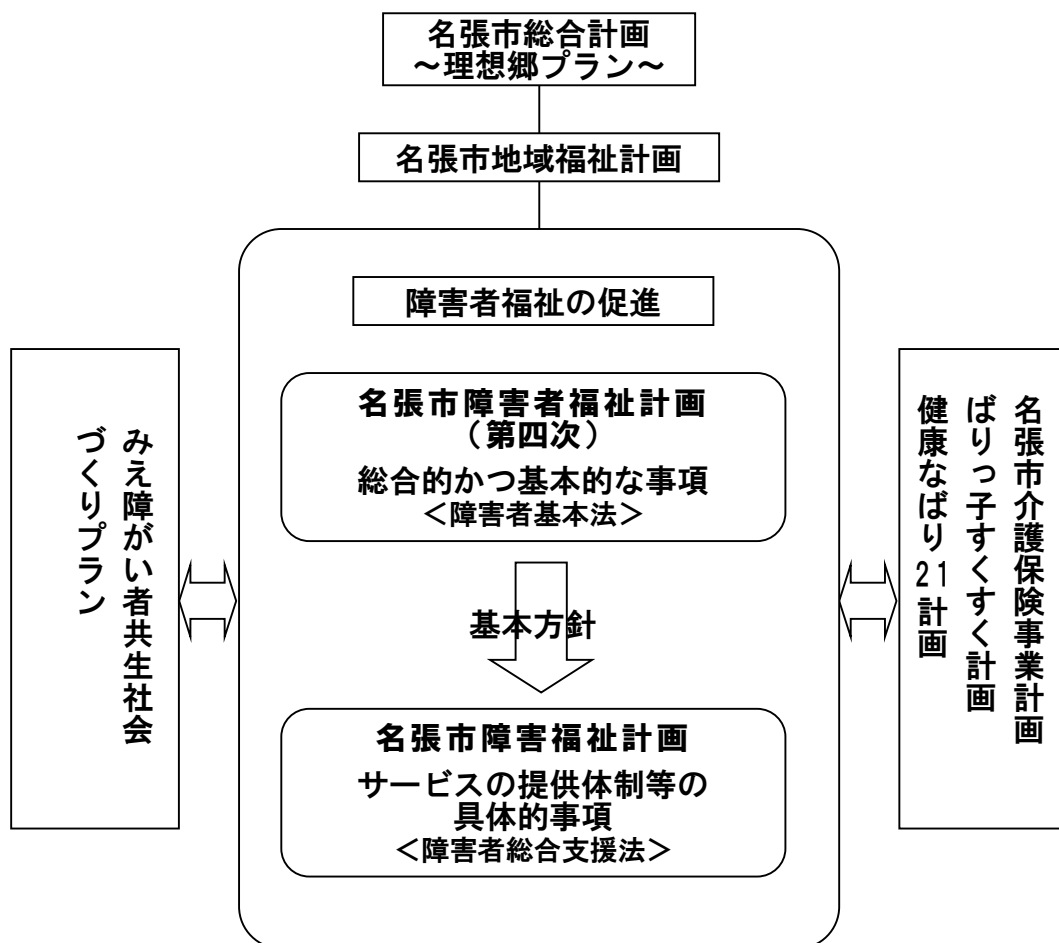 名張市総合計画
～理想郷プラン～
名張市地域福祉計画
障害者福祉の促進
名張市障害者福祉計画
（第四次）
総合的かつ基本的な事項
＜障害者基本法＞
基本方針
名張市障害福祉計画
サービスの提供体制等の
具体的事項
＜障害者総合支援法＞
みえ障がい者共生社会
づくりプラン
名張市介護保険事業計画
ばりっ子すくすく計画
健康なばり21計画